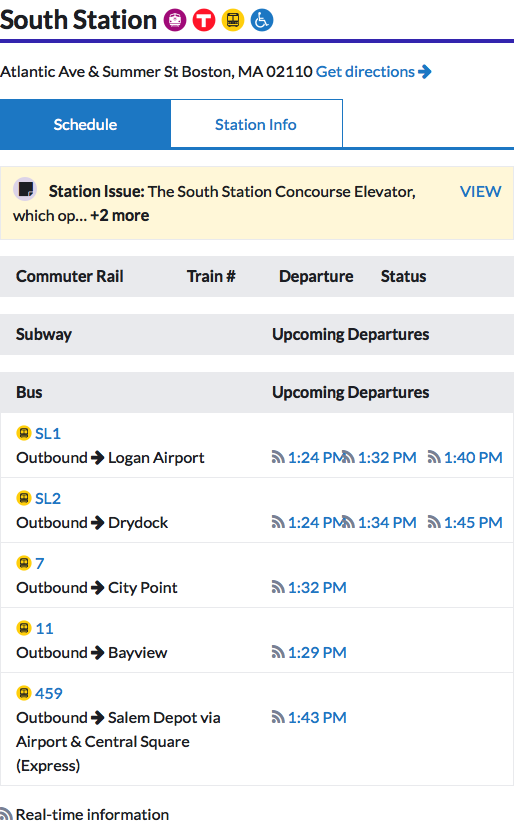 South Station T
Atlantic Ave & Summer St Boston, MA 02110 Get directions
Schedule Station Info
Station Issue: The South Station Concourse Elevator, VIEW
which op... +2 more
Commuter Rail Train # Departure Status
Subway Upcoming Departures
Bus Upcoming Departures
SL1
Outbound → Logan Airport 1:24 PM 1:32 PM 1:40 PM
SL2
Outbound → Drydock 1:24 PM 1:34 PM 1:45 PM
7
Outbound → City Point 1:32 PM
11
Outbound → Bayview 1:29 PM
459
Outbound → Salem Depot via 1:43 PM
Airport & Central Square
(Express)
Real-time information